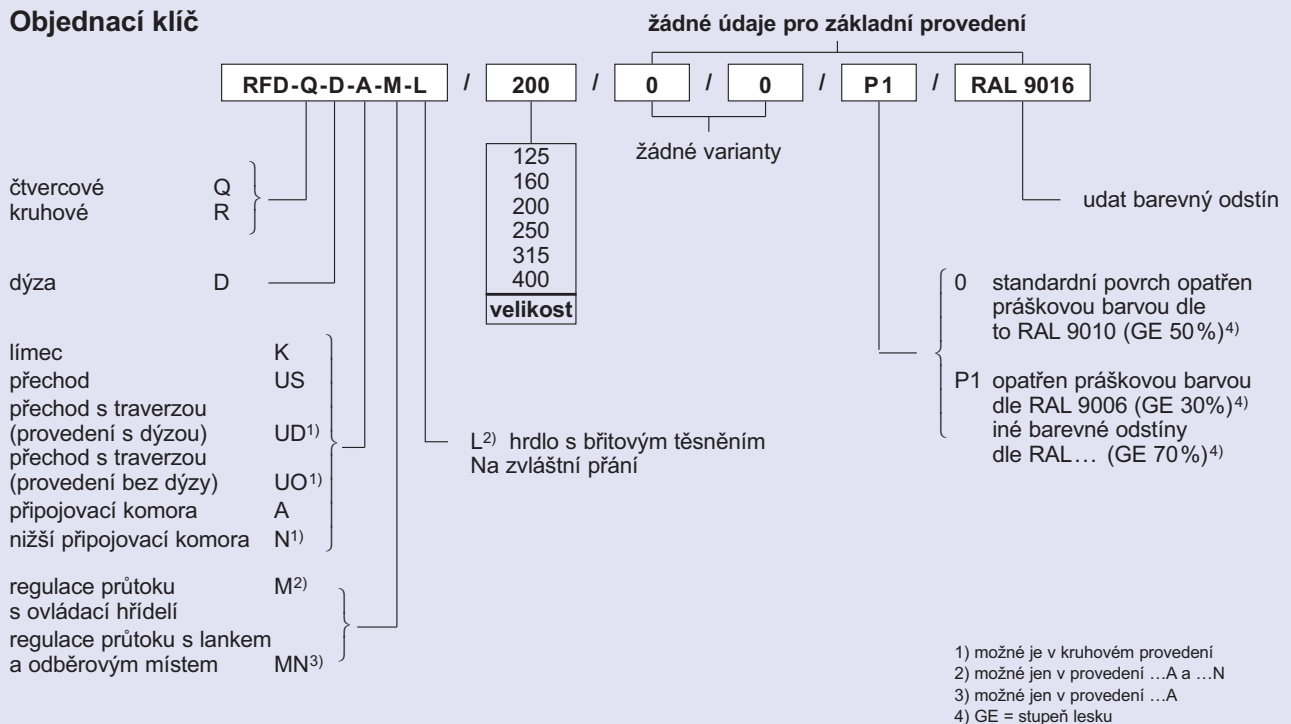 Objednací klíč
žádné údaje pro základní provedení
RFD-Q-D-A-M-L / 200 / 0 / 0 / P1 / RAL 9016
žádné varianty
125
160
200
250
315
400
velikost
čtvercové Q
kruhové R
udat barevný odstín
dýza D
límec K
přechod US
přechod s traverzou
(provedení s dýzou) UD1)
přechod s traverzou
(provedení bez dýzy) UO1)
připojovací komora A
nižší připojovací komora N1)
L2) hrdlo s břitovým těsněním
Na zvláštní přání
0 standardní povrch opatřen
práškovou barvou dle
to RAL 9010 (GE 50%)4)
P1 opatřen práškovou barvou
dle RAL 9006 (GE 30%)4)
iné barevné odstíny
dle RAL... (GE 70%)4)
regulace průtoku M2)
s ovládací hřídelí
regulace průtoku s lankem
a odběrovým místem MN3)
1) možné je v kruhovém provedení
2) možné jen v provedení ...A a ...N
3) možné jen v provedení ...A
4) GE = stupeň lesku